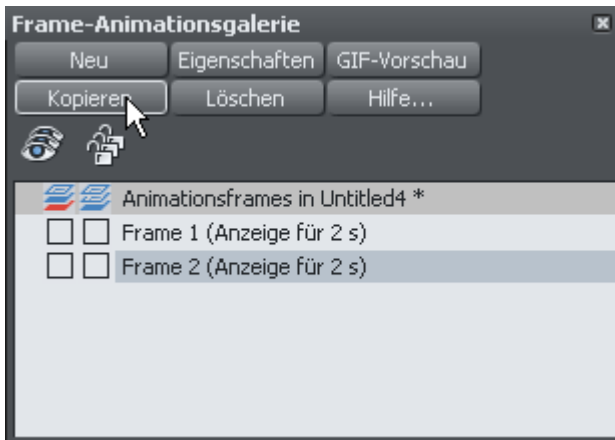 Frame-Animationsgalerie
Neu Eigenschaften GIF-Vorschau
Kopieren Löschen Hilfe...
Animationsframes in Untitled4 *
Frame 1 (Anzeige für 2 s)
Frame 2 (Anzeige für 2 s)